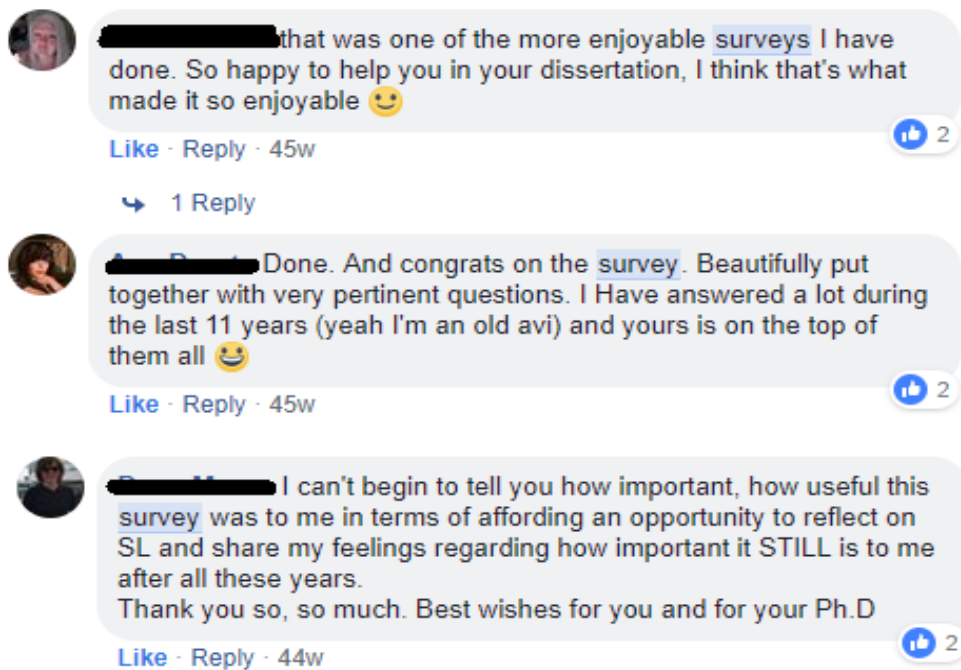 that was one of the more enjoyable surveys I have
done. So happy to help you in your dissertation, I think that's what
made it so enjoyable
2
Like · Reply · 45w
1 Reply
Done. And congrats on the survey. Beautifully put
together with very pertinent questions. I Have answered a lot during
the last 11 years (yeah I'm an old avi) and yours is on the top of
them all
2
Like · Reply · 45w
I can't begin to tell you how important, how useful this
survey was to me in terms of affording an opportunity to reflect on
SL and share my feelings regarding how important it STILL is to me
after all these years.
Thank you so, so much. Best wishes for you and for your Ph.D
2
Like · Reply · 44w